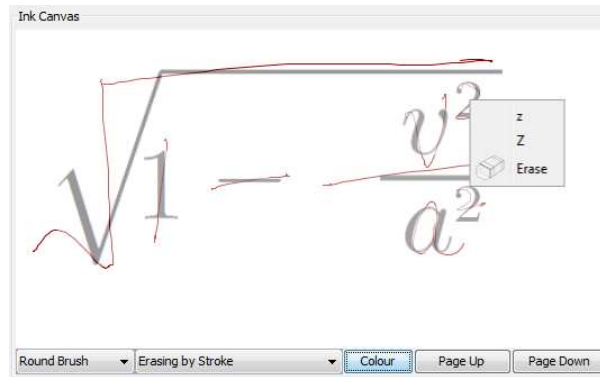 Ink Canvas
√1 − v²/a²
z
Z
Erase
Round Brush Erasing by Stroke Colour Page Up Page Down